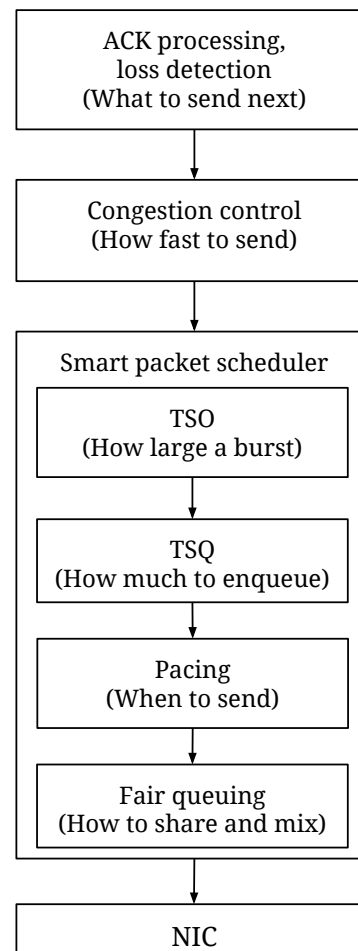 ACK processing,
loss detection
(What to send next)
Congestion control
(How fast to send)
Smart packet scheduler
TSO
(How large a burst)
TSQ
(How much to enqueue)
Pacing
(When to send)
Fair queuing
(How to share and mix)
NIC